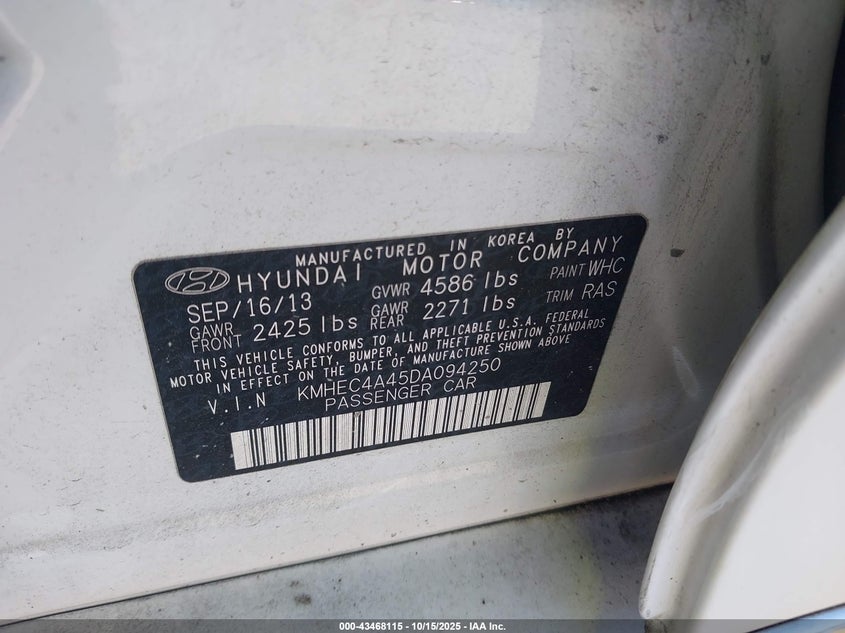 MANUFACTURED IN KOREA BY
HYUNDAI MOTOR COMPANY
SEP/16/13 GVWR 4586 lbs PAINT WHC
GAWR FRONT 2425 lbs GAWR REAR 2271 lbs TRIM RAS
THIS VEHICLE CONFORMS TO ALL APPLICABLE U.S.A. FEDERAL
MOTOR VEHICLE SAFETY, BUMPER, AND THEFT PREVENTION STANDARDS
IN EFFECT ON THE DATE OF MANUFACTURE SHOWN ABOVE
V.I.N KMHEC4A45DA094250
PASSENGER CAR
000-43468115 - 10/15/2025 - IAA Inc.